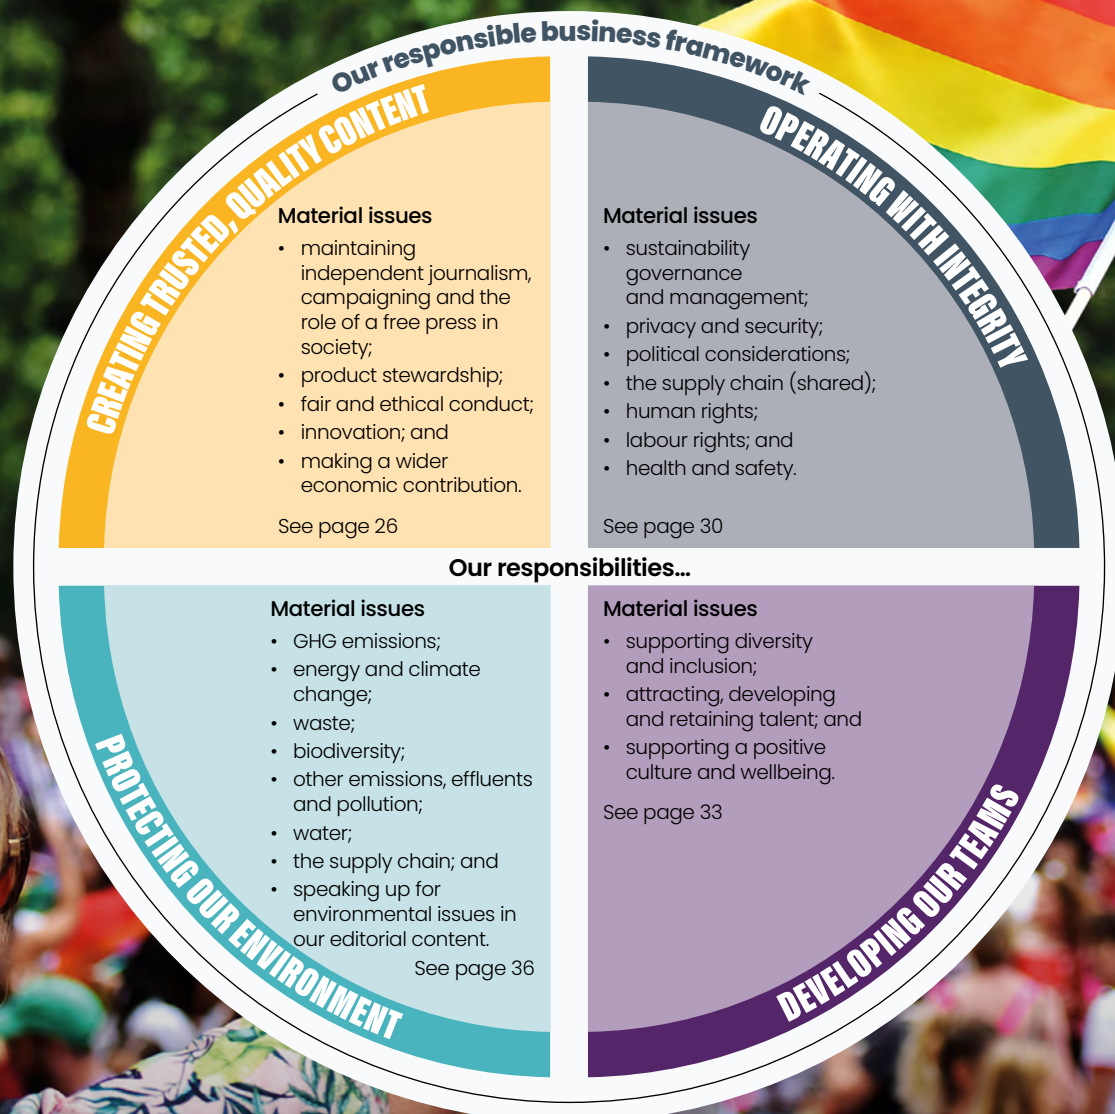 Our responsible business framework
CREATING TRUSTED, QUALITY CONTENT
Material issues
• maintaining
independent journalism,
campaigning and the
role of a free press in
society;
• product stewardship;
• fair and ethical conduct;
• innovation; and
• making a wider
economic contribution.
See page 26
OPERATING WITH INTEGRITY
Material issues
• sustainability
governance
and management;
• privacy and security;
• political considerations;
• the supply chain (shared);
• human rights;
• labour rights; and
• health and safety.
See page 30
Our responsibilities...
PROTECTING OUR ENVIRONMENT
Material issues
• GHG emissions;
• energy and climate
change;
• waste;
• biodiversity;
• other emissions, effluents
and pollution;
• water;
• the supply chain; and
• speaking up for
environmental issues in
our editorial content.
See page 36
DEVELOPING OUR TEAMS
Material issues
• supporting diversity
and inclusion;
• attracting, developing
and retaining talent; and
• supporting a positive
culture and wellbeing.
See page 33